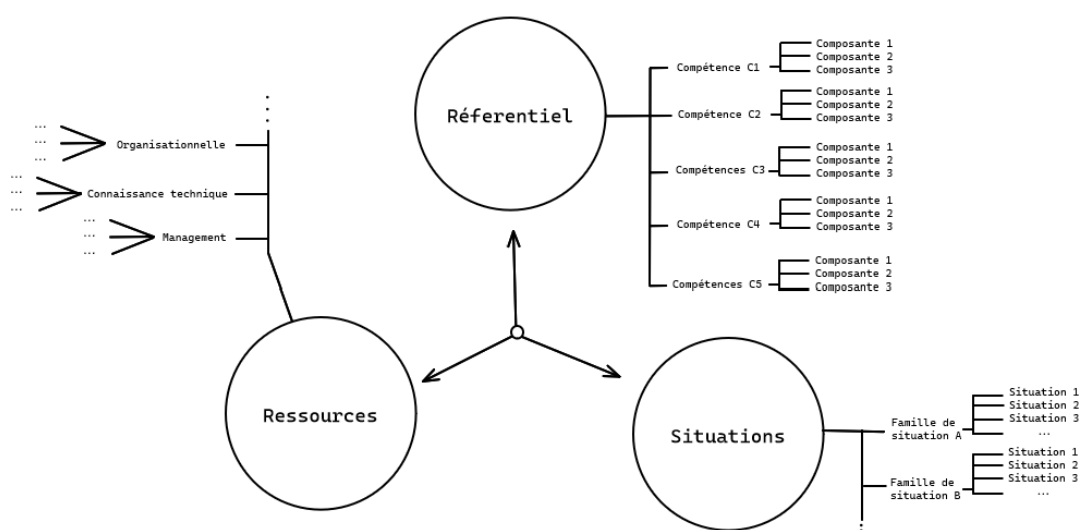 Réferentiel
Compétence C1
Composante 1
Composante 2
Composante 3
Compétence C2
Composante 1
Composante 2
Composante 3
Compétences C3
Composante 1
Composante 2
Composante 3
Compétence C4
Composante 1
Composante 2
Composante 3
Compétences C5
Composante 1
Composante 2
Composante 3
...
...
...
Organisationnelle
...
...
...
Connaissance technique
...
...
...
Management
Ressources
Situations
Famille de
situation A
Situation 1
Situation 2
Situation 3
...
Famille de
situation B
Situation 1
Situation 2
Situation 3
...